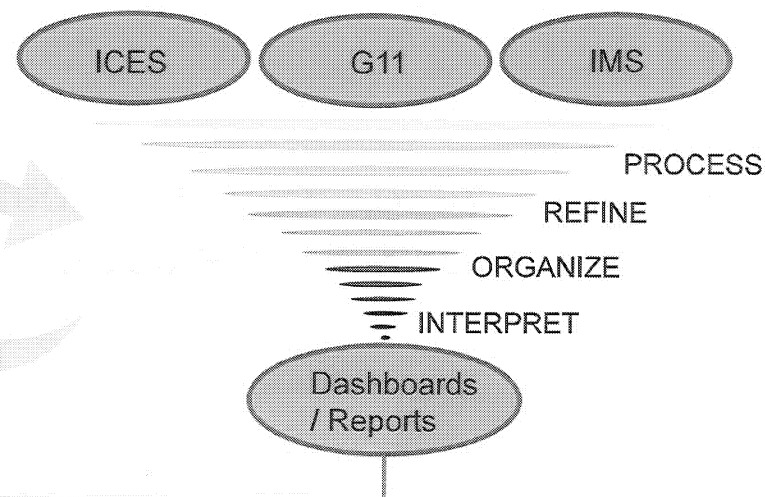 ICES
G11
IMS
PROCESS
REFINE
ORGANIZE
INTERPRET
Dashboards
/ Reports